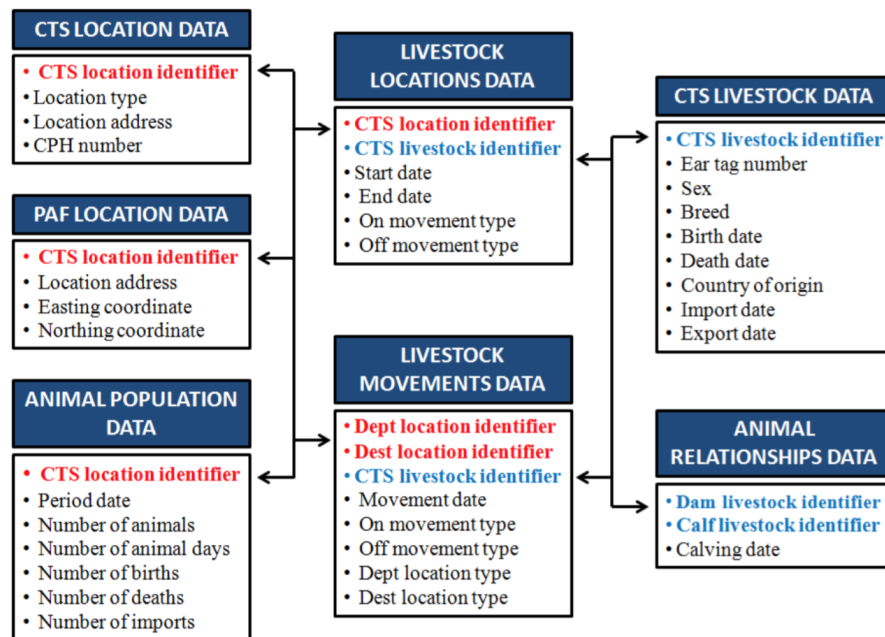 CTS LOCATION DATA
• CTS location identifier
• Location type
• Location address
• CPH number
PAF LOCATION DATA
• CTS location identifier
• Location address
• Easting coordinate
• Northing coordinate
ANIMAL POPULATION
DATA
• CTS location identifier
• Period date
• Number of animals
• Number of animal days
• Number of births
• Number of deaths
• Number of imports
LIVESTOCK
LOCATIONS DATA
• CTS location identifier
• CTS livestock identifier
• Start date
• End date
• On movement type
• Off movement type
LIVESTOCK
MOVEMENTS DATA
• Dept location identifier
• Dest location identifier
• CTS livestock identifier
• Movement date
• On movement type
• Off movement type
• Dept location type
• Dest location type
CTS LIVESTOCK DATA
• CTS livestock identifier
• Ear tag number
• Sex
• Breed
• Birth date
• Death date
• Country of origin
• Import date
• Export date
ANIMAL
RELATIONSHIPS DATA
• Dam livestock identifier
• Calf livestock identifier
• Calving date